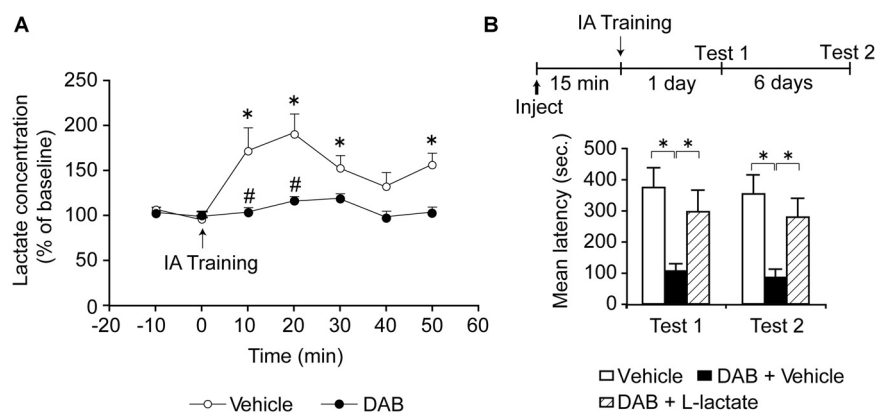 A
Lactate concentration
(% of baseline)
250
200
150
100
50
0
-20 -10 0 10 20 30 40 50 60
* * * *
# #
IA Training
Time (min)
Vehicle DAB
B
IA Training
Test 1 Test 2
15 min 1 day 6 days
Inject
Mean latency (sec.)
500
400
300
200
100
0
* * * *
Test 1 Test 2
Vehicle DAB + Vehicle
DAB + L-lactate